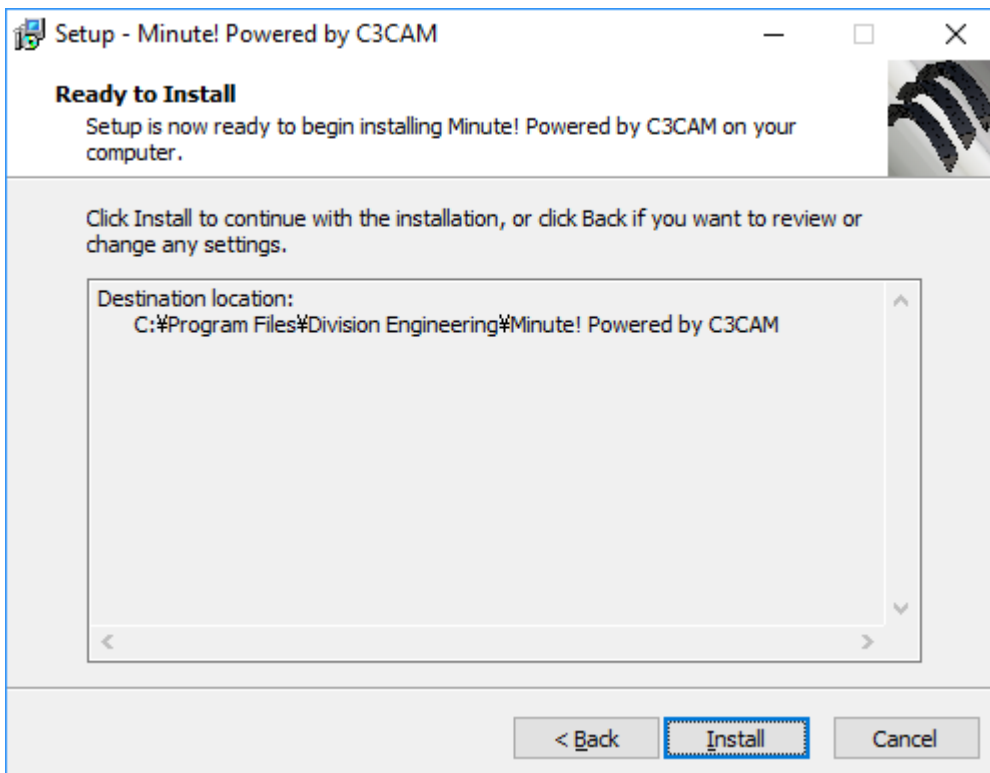 Setup - Minute! Powered by C3CAM
Ready to Install
Setup is now ready to begin installing Minute! Powered by C3CAM on your
computer.
Click Install to continue with the installation, or click Back if you want to review or
change any settings.
Destination location:
C:¥Program Files¥Division Engineering¥Minute! Powered by C3CAM
< Back
Install
Cancel